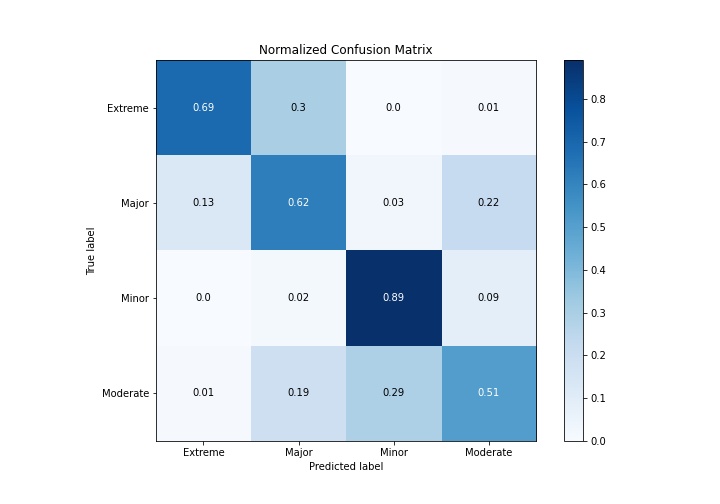 Normalized Confusion Matrix
Extreme 0.69 0.3 0.0 0.01
Major 0.13 0.62 0.03 0.22
Minor 0.0 0.02 0.89 0.09
Moderate 0.01 0.19 0.29 0.51
Extreme Major Minor Moderate
Predicted label
True label
0.8
0.7
0.6
0.5
0.4
0.3
0.2
0.1
0.0